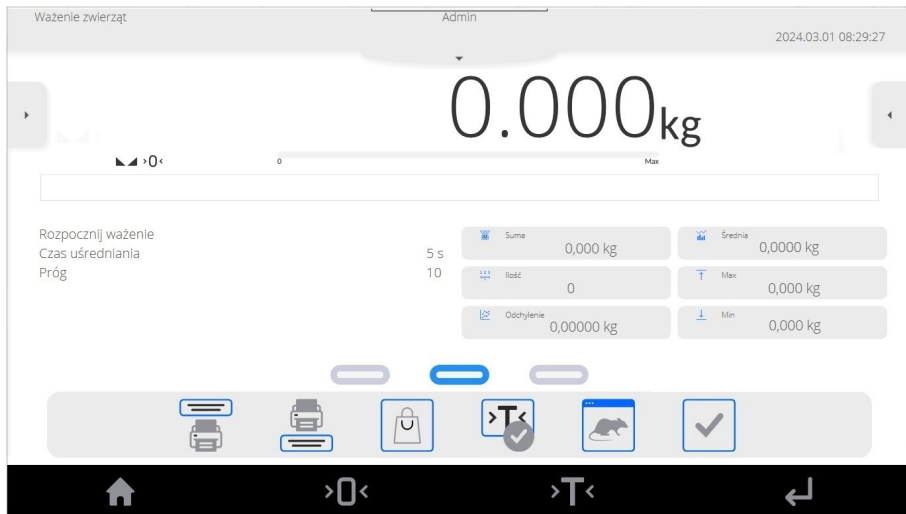 Ważenie zwierząt
Admin
2024.03.01 08:29:27
0.000kg
>0<
0
Max
Rozpocznij ważenie
Czas uśredniania 5 s
Próg 10
Suma
0,000 kg
Średnia
0,0000 kg
Ilość
0
Max
0,000 kg
Odchylenie
0,00000 kg
Min
0,000 kg
>T<
>0<
>T<